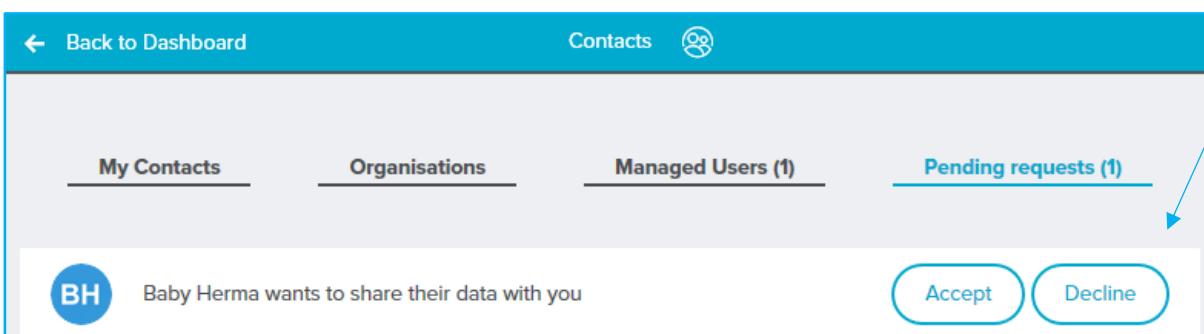 Back to Dashboard
Contacts
My Contacts
Organisations
Managed Users (1)
Pending requests (1)
BH
Baby Herma wants to share their data with you
Accept
Decline